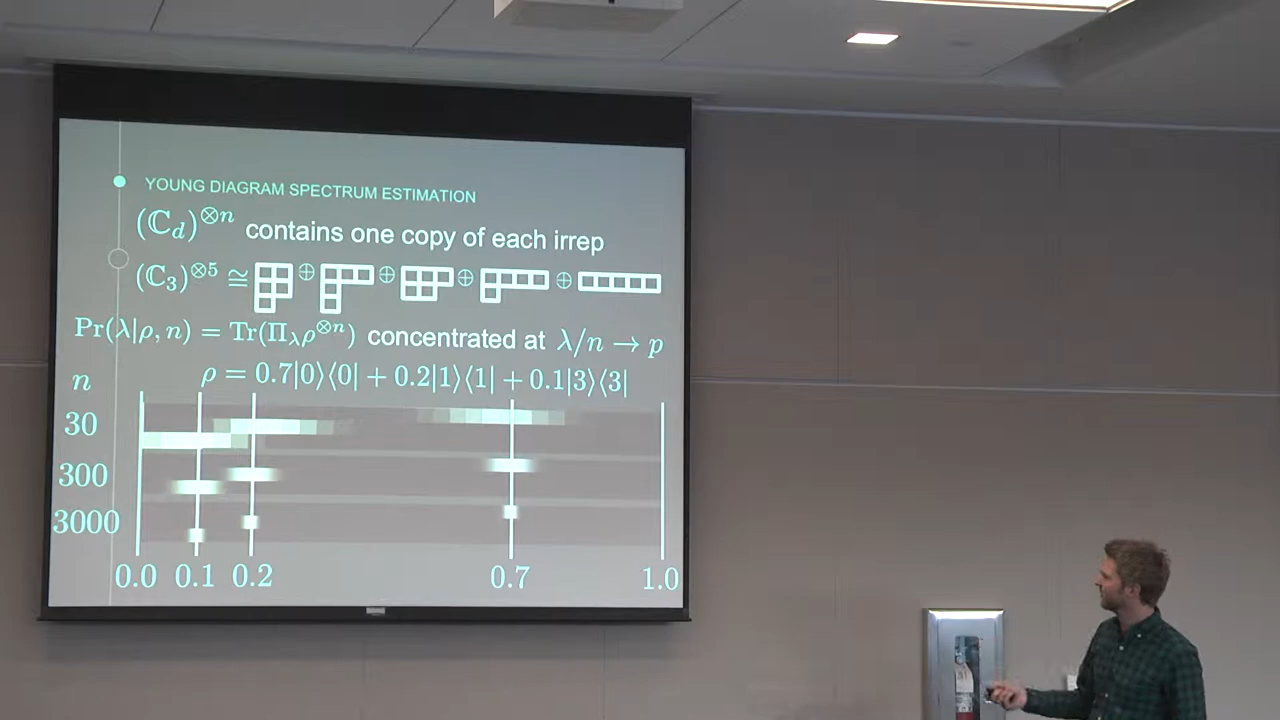 YOUNG DIAGRAM SPECTRUM ESTIMATION
(ℂ_d)^{⊗n} contains one copy of each irrep
(ℂ_3)^{⊗5} ≅ ⊕ ⊕ ⊕ ⊕
Pr(λ|ρ, n) = Tr(Π_λρ^{⊗n}) concentrated at λ/n → p
n ρ = 0.7|0⟩⟨0| + 0.2|1⟩⟨1| + 0.1|3⟩⟨3|
30
300
3000
0.0 0.1 0.2 0.7 1.0